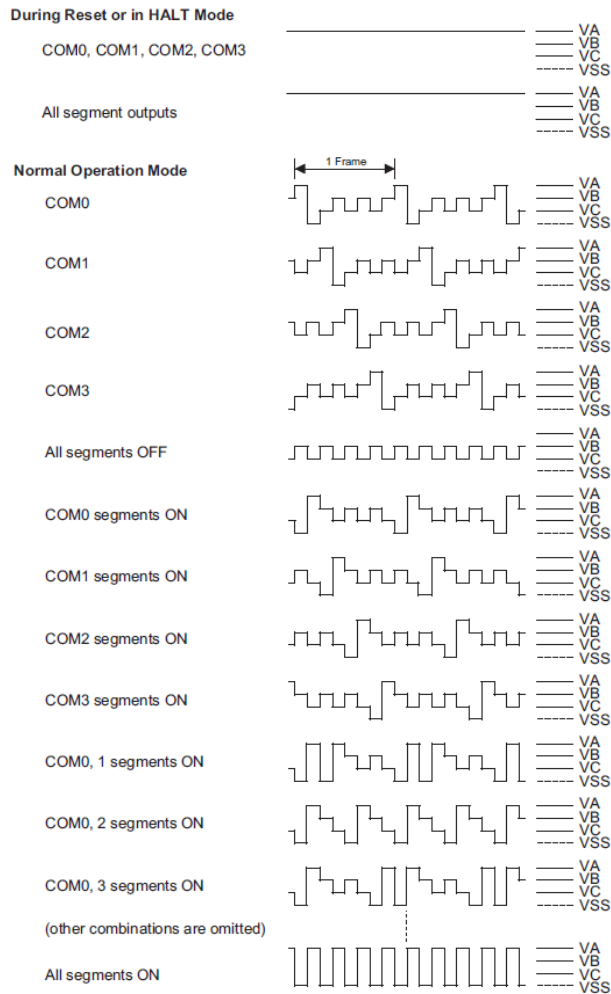 During Reset or in HALT Mode
COM0, COM1, COM2, COM3
VA
VB
VC
VSS
All segment outputs
VA
VB
VC
VSS
Normal Operation Mode
1 Frame
COM0
VA
VB
VC
VSS
COM1
VA
VB
VC
VSS
COM2
VA
VB
VC
VSS
COM3
VA
VB
VC
VSS
All segments OFF
VA
VB
VC
VSS
COM0 segments ON
VA
VB
VC
VSS
COM1 segments ON
VA
VB
VC
VSS
COM2 segments ON
VA
VB
VC
VSS
COM3 segments ON
VA
VB
VC
VSS
COM0, 1 segments ON
VA
VB
VC
VSS
COM0, 2 segments ON
VA
VB
VC
VSS
COM0, 3 segments ON
VA
VB
VC
VSS
(other combinations are omitted)
All segments ON
VA
VB
VC
VSS